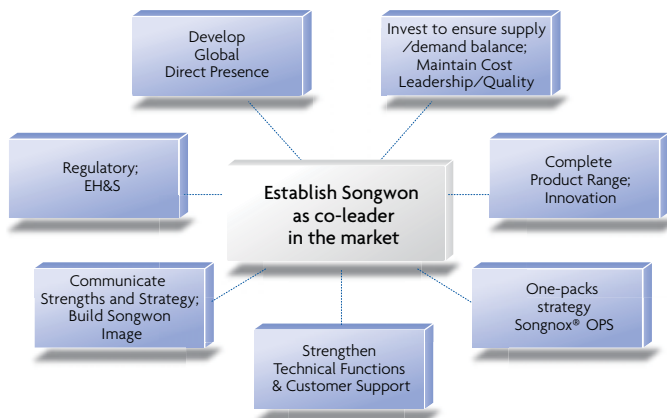 Develop
Global
Direct Presence
Invest to ensure supply
/demand balance;
Maintain Cost
Leadership/Quality
Regulatory;
EH&S
Establish Songwon
as co-leader
in the market
Complete
Product Range;
Innovation
Communicate
Strengths and Strategy;
Build Songwon
Image
Strengthen
Technical Functions
& Customer Support
One-packs
strategy
Songnox® OPS